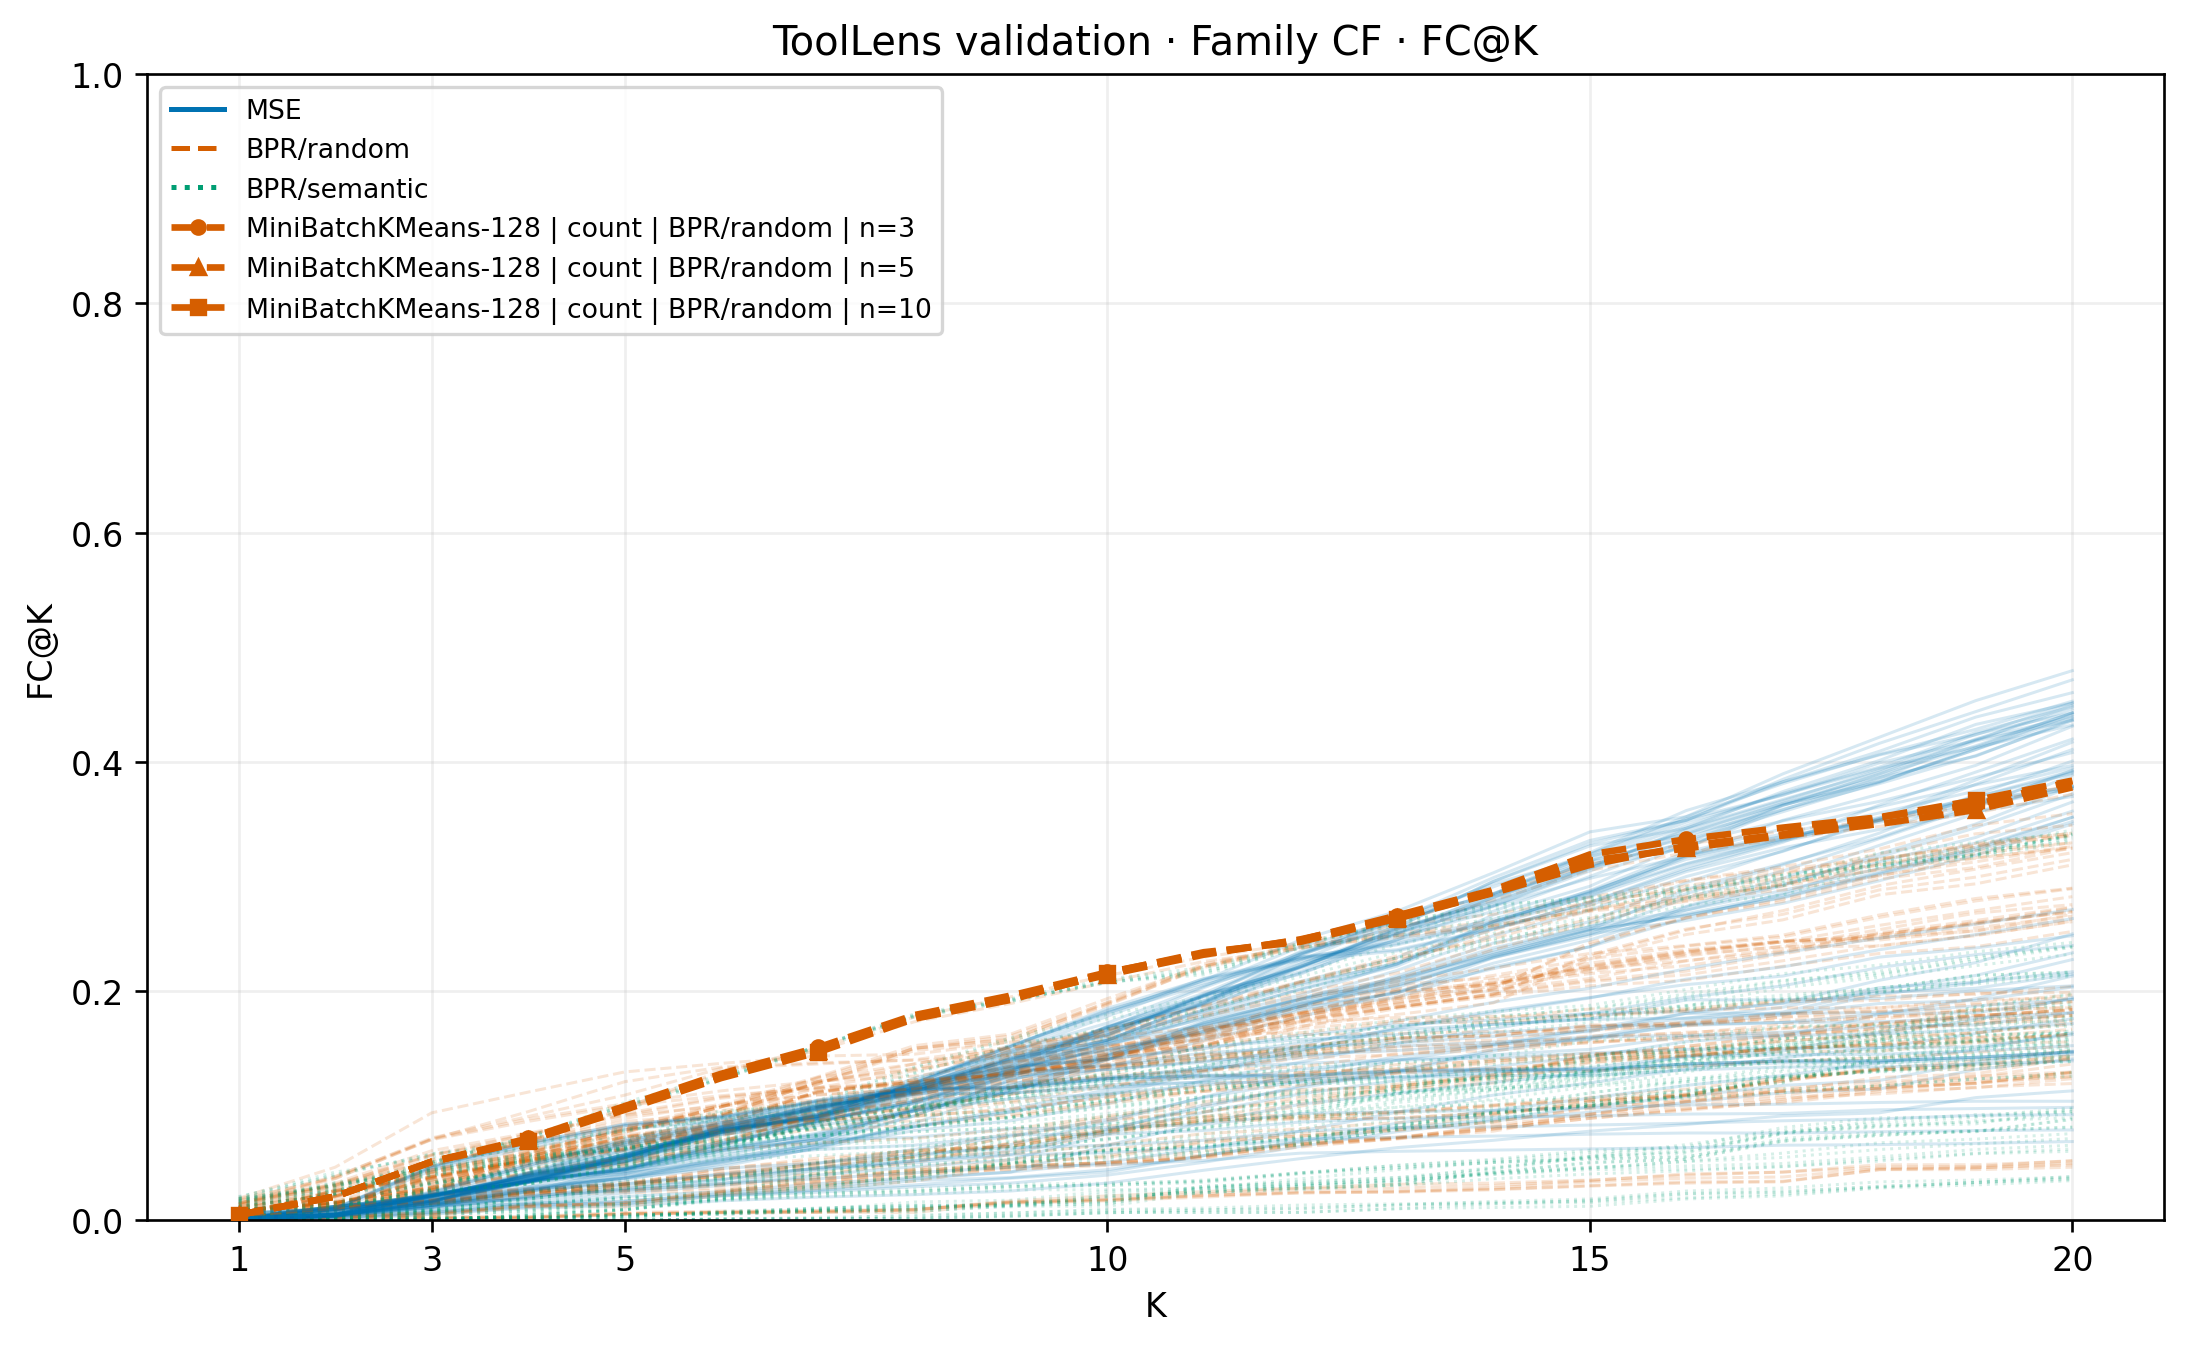 ToolLens validation · Family CF · FC@K
1.0
0.8
0.6
0.4
0.2
0.0
FC@K
MSE
BPR/random
BPR/semantic
MiniBatchKMeans-128 | count | BPR/random | n=3
MiniBatchKMeans-128 | count | BPR/random | n=5
MiniBatchKMeans-128 | count | BPR/random | n=10
1 3 5 10 15 20
K